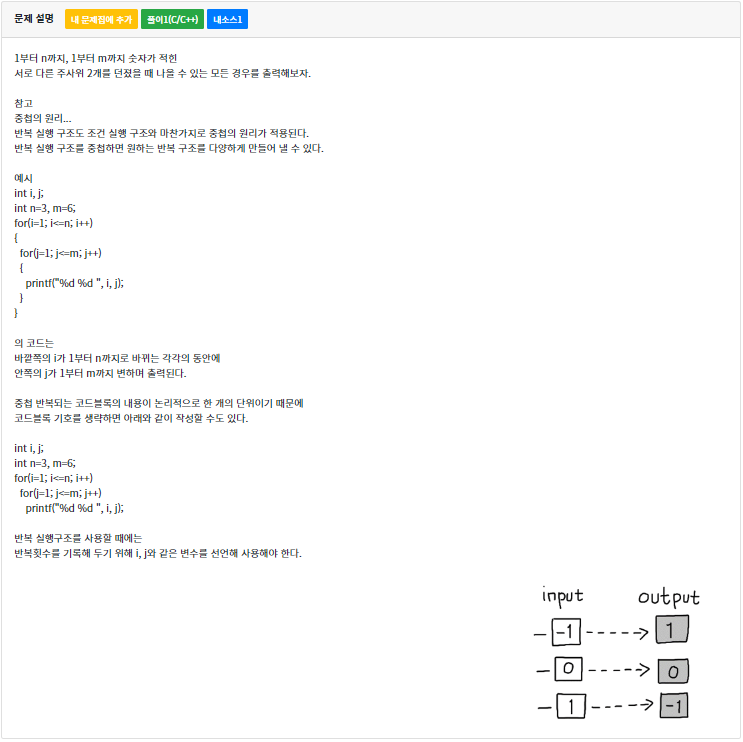 문제 설명 내 문제집에 추가 풀이1(C/C++) 내소스1
1부터 n까지, 1부터 m까지 숫자가 적힌
서로 다른 주사위 2개를 던졌을 때 나올 수 있는 모든 경우를 출력해보자.
참고
중첩의 원리...
반복 실행 구조도 조건 실행 구조와 마찬가지로 중첩의 원리가 적용된다.
반복 실행 구조를 중첩하면 원하는 반복 구조를 다양하게 만들어 낼 수 있다.
예시
int i, j;
int n=3, m=6;
for(i=1; i<=n; i++)
{
for(j=1; j<=m; j++)
{
printf("%d %d ", i, j);
}
}
의 코드는
바깥쪽의 i가 1부터 n까지로 바뀌는 각각의 동안에
안쪽의 j가 1부터 m까지 변하며 출력된다.
중첩 반복되는 코드블록의 내용이 논리적으로 한 개의 단위이기 때문에
코드블록 기호를 생략하면 아래와 같이 작성할 수도 있다.
int i, j;
int n=3, m=6;
for(i=1; i<=n; i++)
for(j=1; j<=m; j++)
printf("%d %d ", i, j);
반복 실행구조를 사용할 때에는
반복횟수를 기록해 두기 위해 i, j와 같은 변수를 선언해 사용해야 한다.
input output
- -1 1
- 0 0
- 1 -1